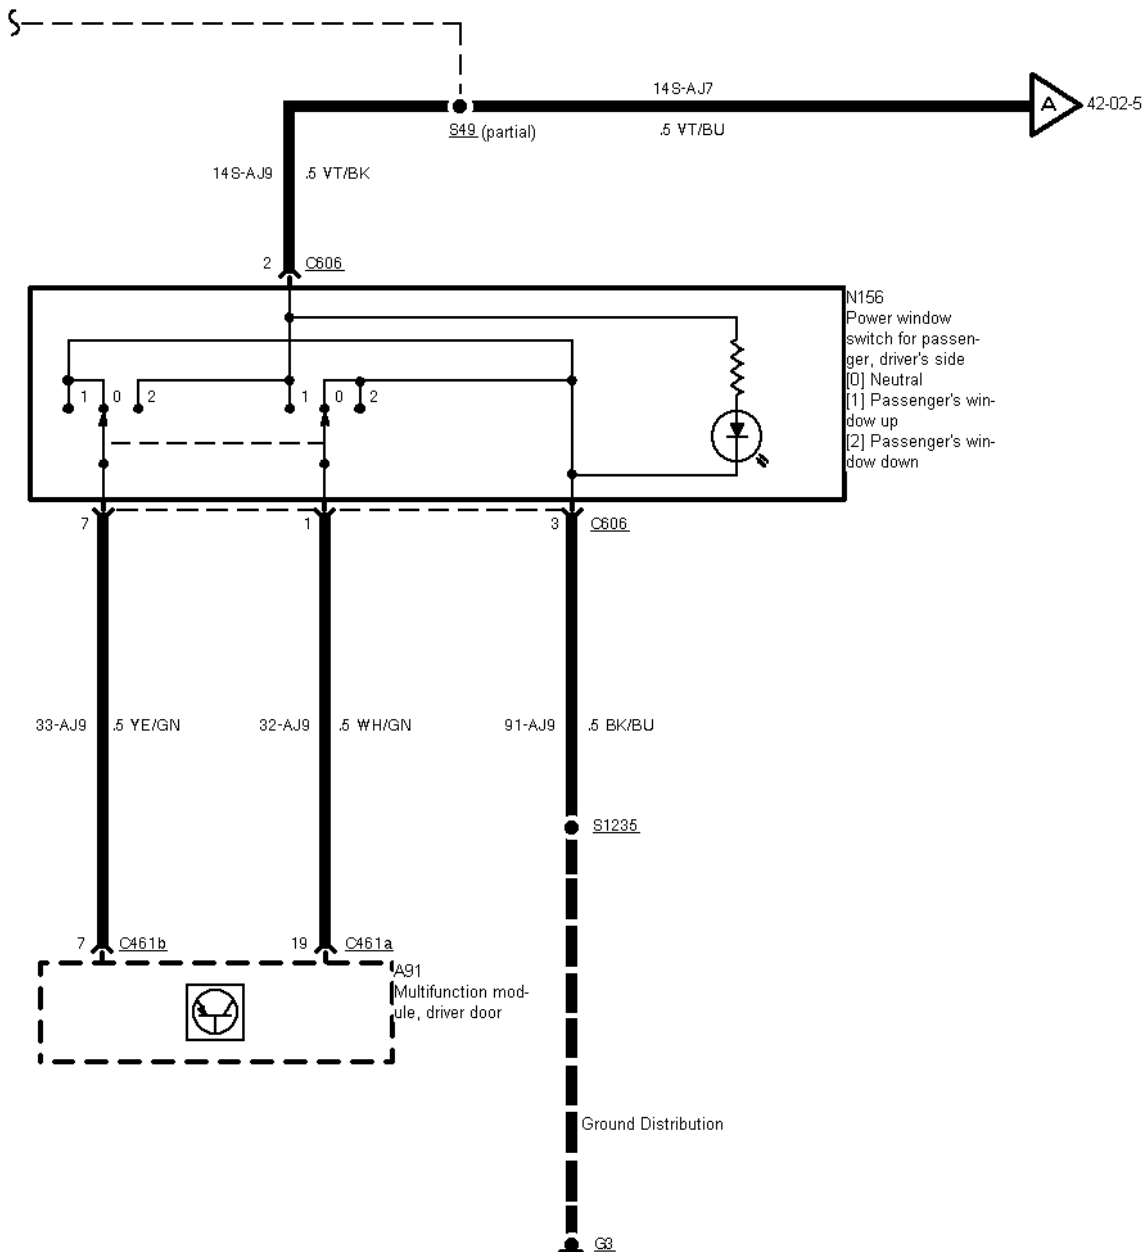 14S-AJ7
A
42-02-5
S49 (partial)
.5 VT/BU
14S-AJ9
.5 VT/BK
2
C606
N156
Power window
switch for passen-
ger, driver's side
[0] Neutral
[1] Passenger's win-
dow up
[2] Passenger's win-
dow down
1
0
2
1
0
2
7
1
3
C606
33-AJ9
.5 YE/GN
32-AJ9
.5 WH/GN
91-AJ9
.5 BK/BU
S1235
7
C461b
19
C461a
A91
Multifunction mod-
ule, driver door
Ground Distribution
G3